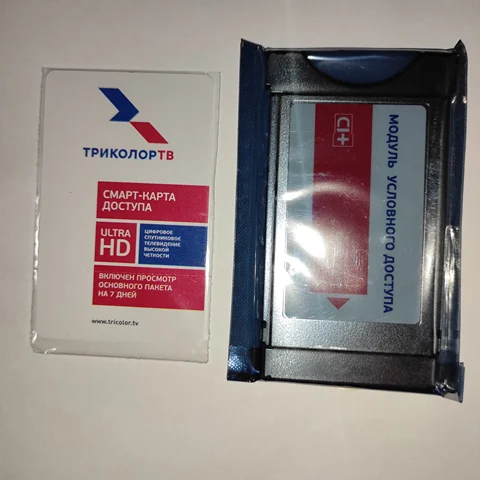 ТРИКОЛОРТВ
СМАРТ-КАРТА
ДОСТУПА
ULTRA
HD
ЦИФРОВОЕ
СПУТНИКОВОЕ
ТЕЛЕВИДЕНИЕ
ВЫСОКОЙ
ЧЕТКОСТИ
ВКЛЮЧЕН ПРОСМОТР
ОСНОВНОГО ПАКЕТА
НА 7 ДНЕЙ
www.tricolor.tv
CI+
МОДУЛЬ УСЛОВНОГО ДОСТУПА